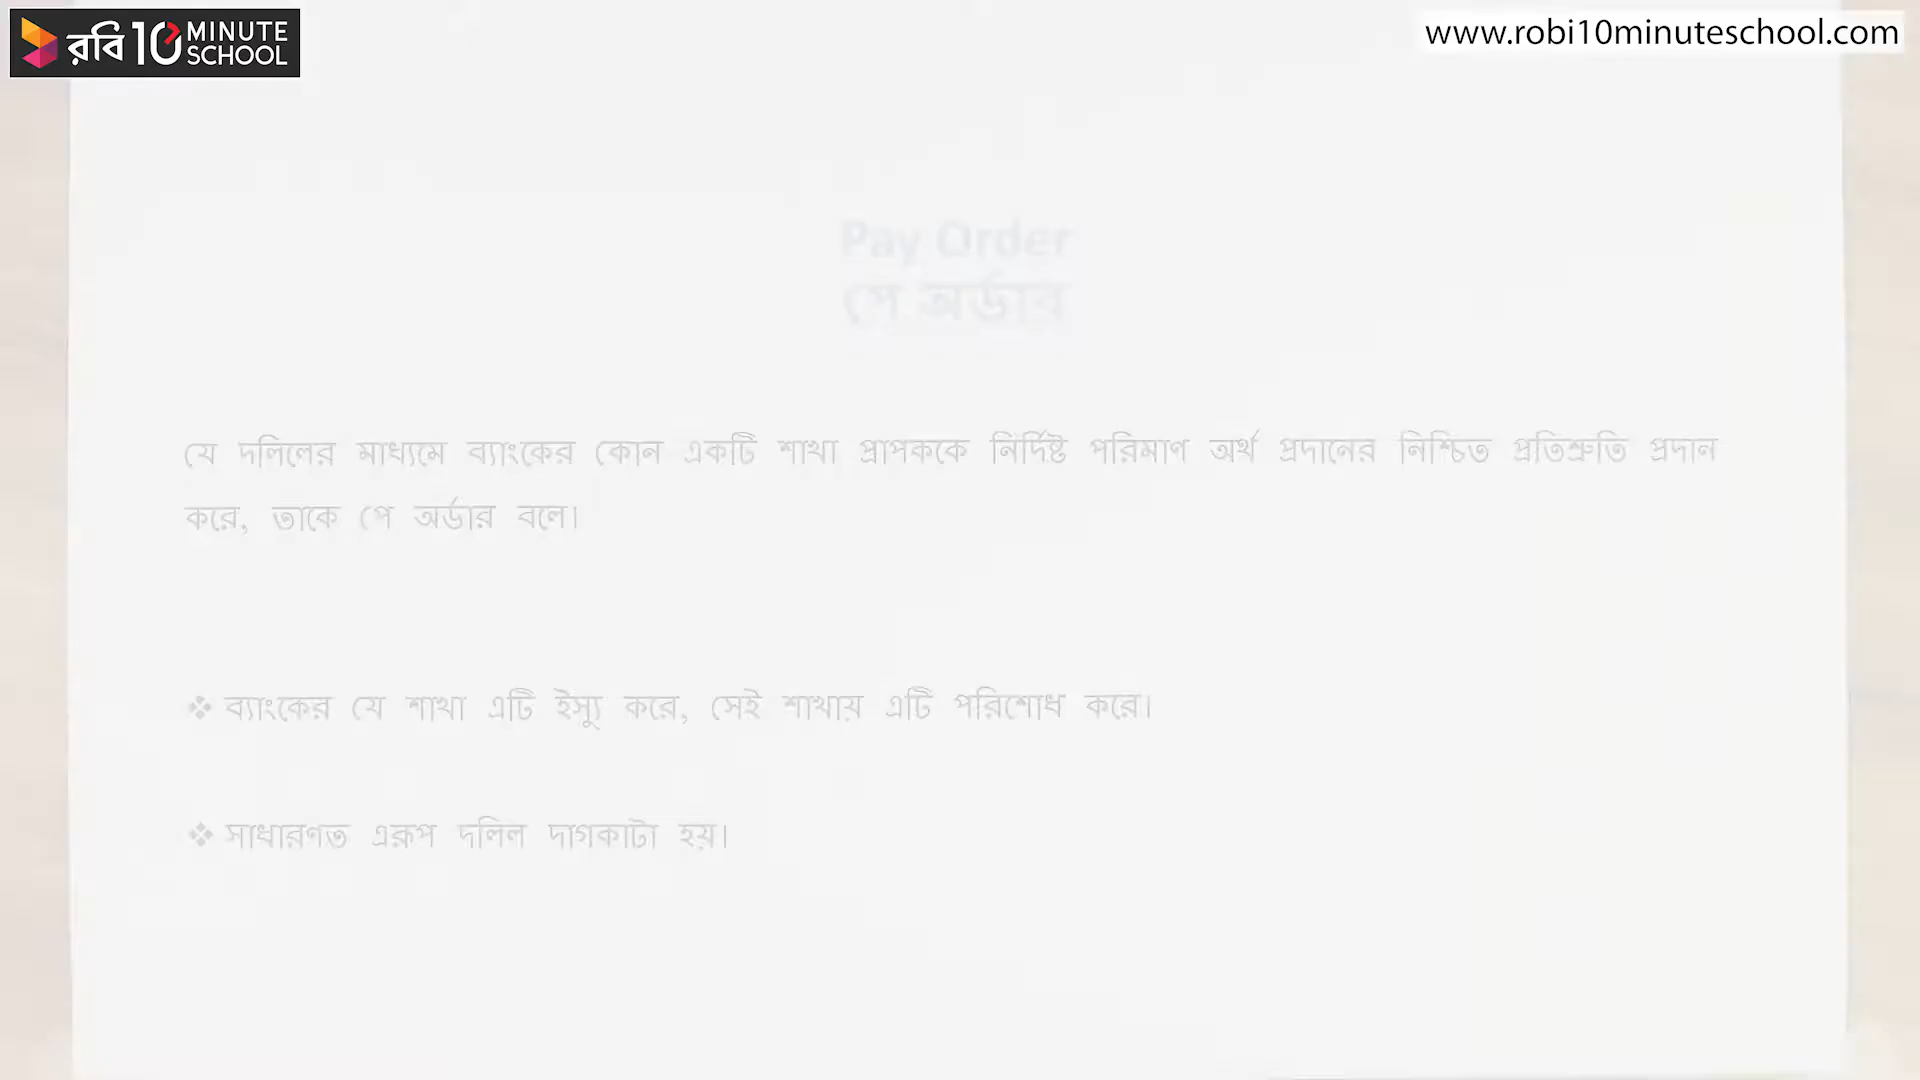 রবি 10 MINUTE SCHOOL
www.robi10minuteschool.com
Pay Order
পে অর্ডার
যে দলিলের মাধ্যমে ব্যাংকের কোন একটি শাখা প্রাপককে নির্দিষ্ট পরিমাণ অর্থ প্রদানের নিশ্চিত প্রতিশ্রুতি প্রদান
করে, তাকে পে অর্ডার বলে।
❖ ব্যাংকের যে শাখা এটি ইস্যু করে, সেই শাখায় এটি পরিশোধ করে।
❖ সাধারণত এরূপ দলিল দাগকাটা হয়।